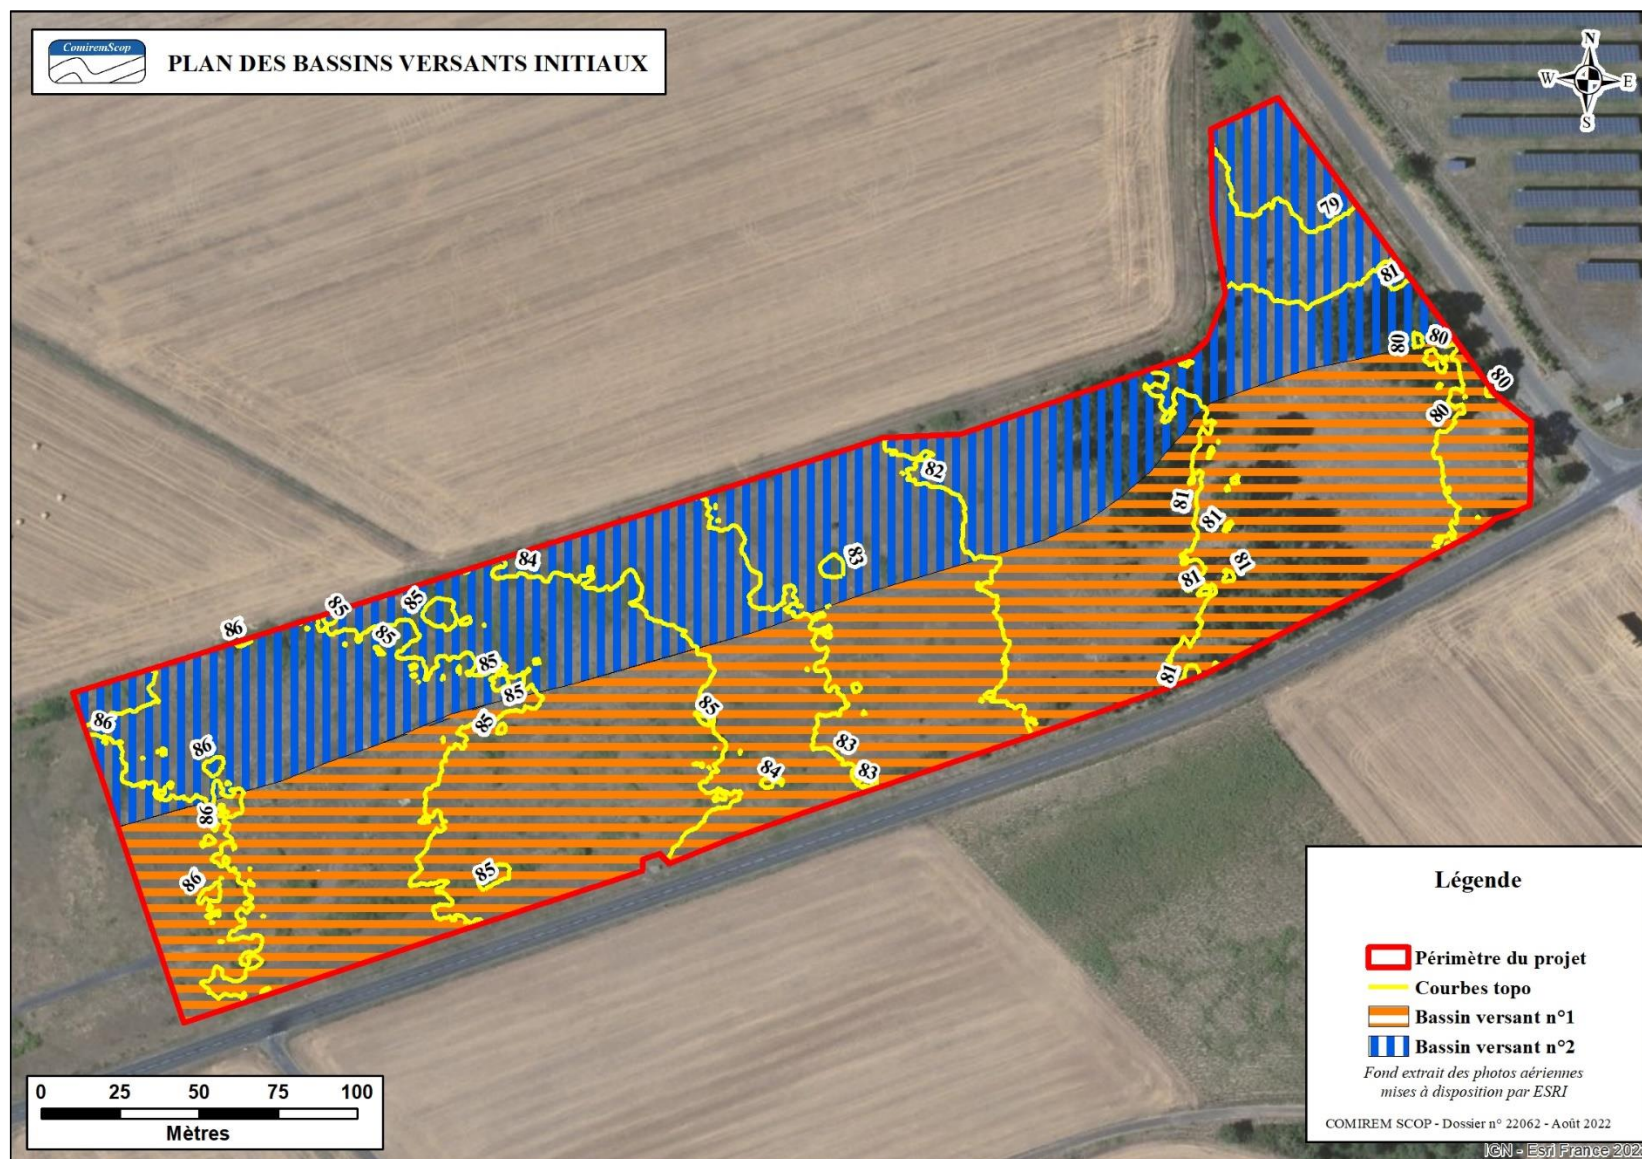 ComiremScop
PLAN DES BASSINS VERSANTS INITIAUX
N
W
E
S
79
81
80
80
80
80
82
81
81
81
81
81
83
84
85
85
86
85
85
85
85
86
86
85
83
84
83
86
86
85
Légende
Périmètre du projet
Courbes topo
Bassin versant n°1
Bassin versant n°2
Fond extrait des photos aériennes
mises à disposition par ESRI
COMIREM SCOP - Dossier n° 22062 - Août 2022
0 25 50 75 100
Mètres
IGN - Esri France 202